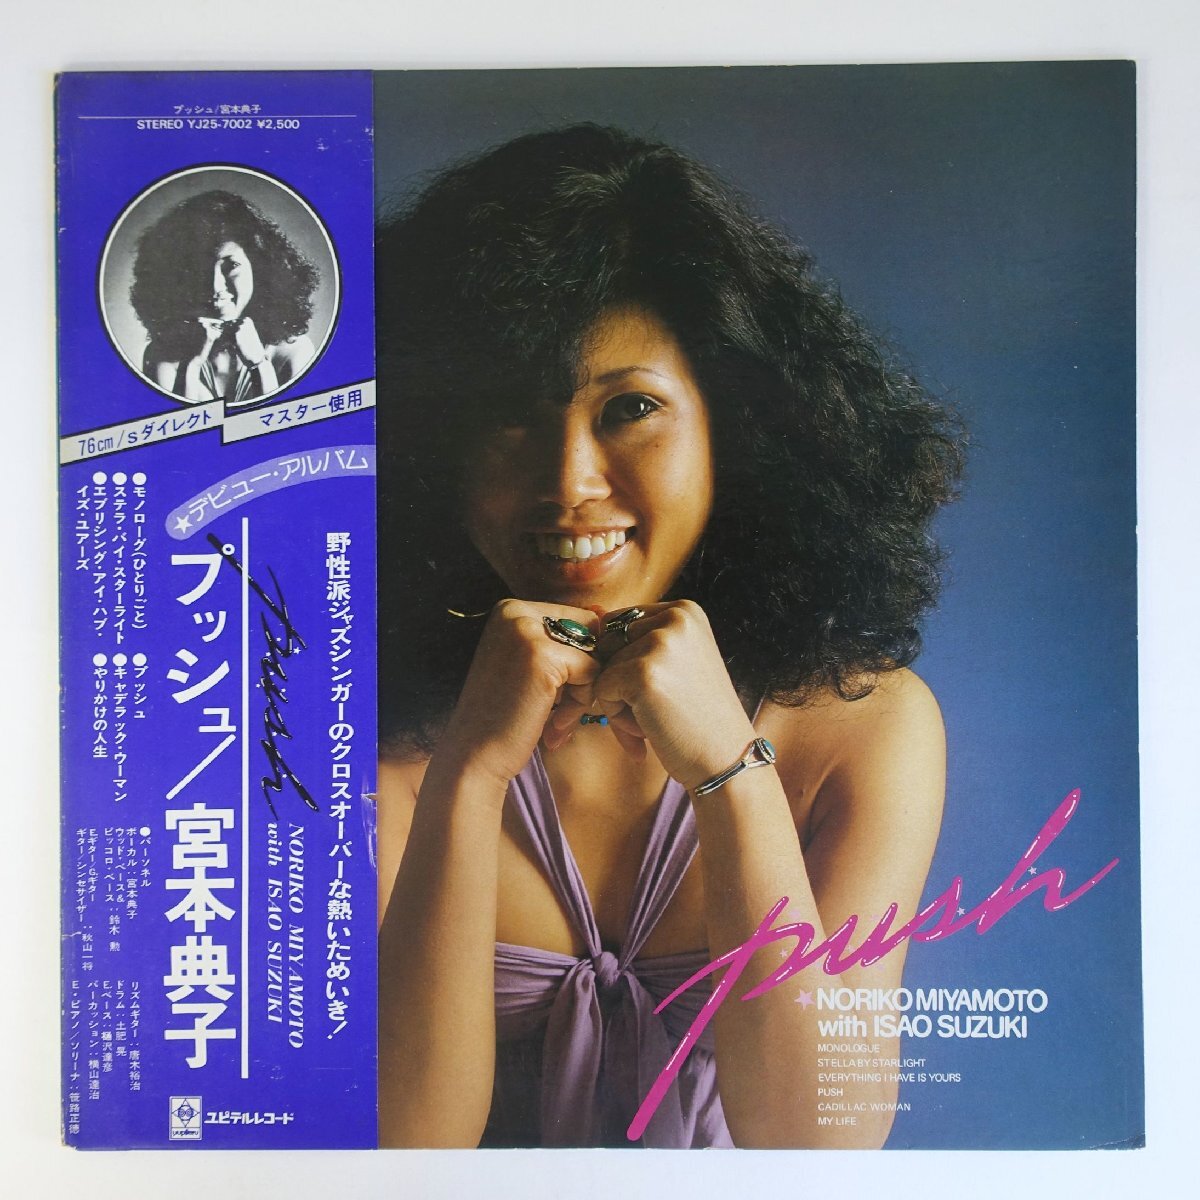 プッシュ/宮本典子
STEREO YJ25-7002 ¥2,500
76cm/sダイレクト
マスター使用
★デビュー・アルバム
野性派ジャズシンガーのクロスオーバーな熱いためいき!
push
NORIKO MIYAMOTO
with ISAO SUZUKI
プッシュ/宮本典子
●モノローグ(ひとりごと)
●ステラ・バイ・スターライト
●エブリシング・アイ・ハブ・
イズ・ユアーズ
●プッシュ
●キャデラック・ウーマン
●やりかけの人生
●パーソネル
ボーカル:宮本典子
ウッド・ベース&
ピッコロ・ベース:鈴木 勲
E.ギター/G.ギター
ギター/シンセサイザー:秋山一将
リズムギター:唐木裕治
ドラム:土肥 晃
E.ベース:樋沢達彦
パーカッション:横山達治
E・ピアノ/ソリーナ:笹路正徳
ユピテルレコード
push
★NORIKO MIYAMOTO
with ISAO SUZUKI
MONOLOGUE
STELLA BY STARLIGHT
EVERYTHING I HAVE IS YOURS
PUSH
CADILLAC WOMAN
MY LIFE